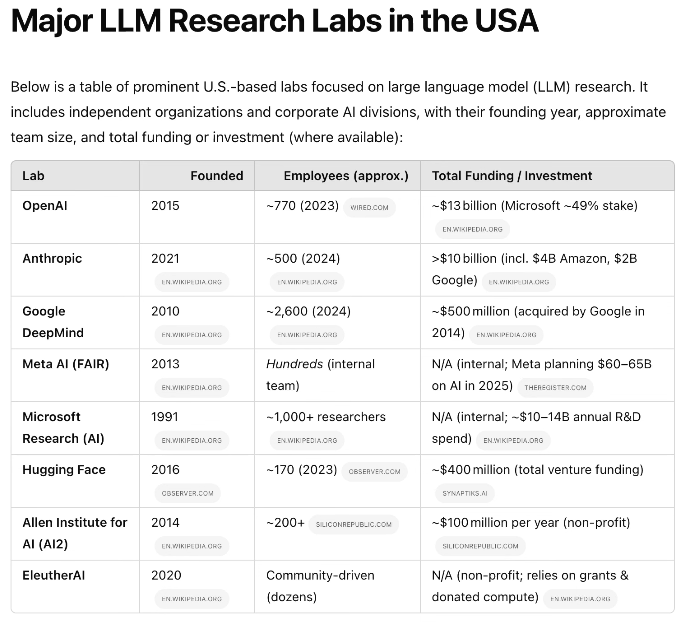 Major LLM Research Labs in the USA
Below is a table of prominent U.S.-based labs focused on large language model (LLM) research. It
includes independent organizations and corporate AI divisions, with their founding year, approximate
team size, and total funding or investment (where available):
Lab Founded Employees (approx.) Total Funding / Investment
OpenAI 2015 ~770 (2023) WIRED.COM ~$13 billion (Microsoft ~49% stake)
EN.WIKIPEDIA.ORG
Anthropic 2021 ~500 (2024) >$10 billion (incl. $4B Amazon, $2B
EN.WIKIPEDIA.ORG EN.WIKIPEDIA.ORG Google) EN.WIKIPEDIA.ORG
Google 2010 ~2,600 (2024) ~$500 million (acquired by Google in
DeepMind EN.WIKIPEDIA.ORG EN.WIKIPEDIA.ORG 2014) EN.WIKIPEDIA.ORG
Meta AI (FAIR) 2013 Hundreds (internal N/A (internal; Meta planning $60–65B
EN.WIKIPEDIA.ORG team) on AI in 2025) THEREGISTER.COM
Microsoft 1991 ~1,000+ researchers N/A (internal; ~$10–14B annual R&D
Research (AI) EN.WIKIPEDIA.ORG EN.WIKIPEDIA.ORG spend) EN.WIKIPEDIA.ORG
Hugging Face 2016 ~170 (2023) OBSERVER.COM ~$400 million (total venture funding)
OBSERVER.COM SYNAPTIKS.AI
Allen Institute for 2014 ~200+ SILICONREPUBLIC.COM ~$100 million per year (non-profit)
AI (AI2) EN.WIKIPEDIA.ORG SILICONREPUBLIC.COM
EleutherAI 2020 Community-driven N/A (non-profit; relies on grants &
EN.WIKIPEDIA.ORG (dozens) donated compute) EN.WIKIPEDIA.ORG